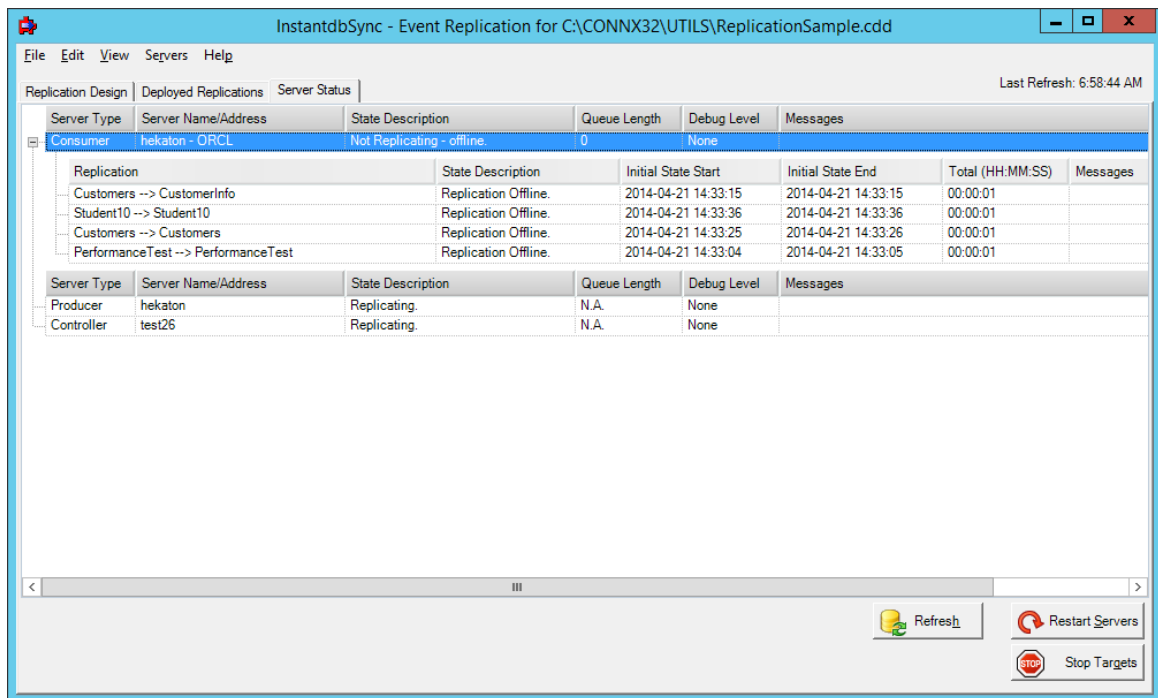 InstantdbSync - Event Replication for C:\CONNX32\UTILS\ReplicationSample.cdd
File Edit View Servers Help
Replication Design Deployed Replications Server Status Last Refresh: 6:58:44 AM
Server Type Server Name/Address State Description Queue Length Debug Level Messages
Consumer hekaton - ORCL Not Replicating - offline. 0 None
Replication State Description Initial State Start Initial State End Total (HH:MM:SS) Messages
Customers --> CustomerInfo Replication Offline. 2014-04-21 14:33:15 2014-04-21 14:33:15 00:00:01
Student10 --> Student10 Replication Offline. 2014-04-21 14:33:36 2014-04-21 14:33:36 00:00:01
Customers --> Customers Replication Offline. 2014-04-21 14:33:25 2014-04-21 14:33:26 00:00:01
PerformanceTest --> PerformanceTest Replication Offline. 2014-04-21 14:33:04 2014-04-21 14:33:05 00:00:01
Server Type Server Name/Address State Description Queue Length Debug Level Messages
Producer hekaton Replicating. N.A. None
Controller test26 Replicating. N.A. None
Refresh Restart Servers
STOP Stop Targets